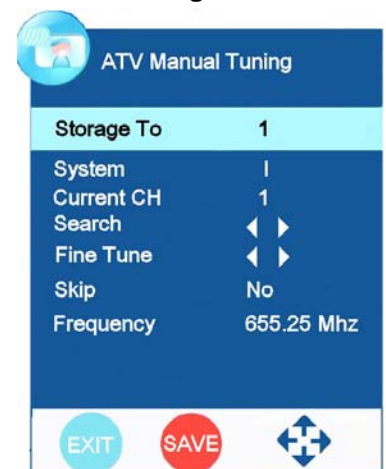 ATV Manual Tuning
Storage To 1
System I
Current CH 1
Search
Fine Tune
Skip No
Frequency 655.25 Mhz
EXIT SAVE